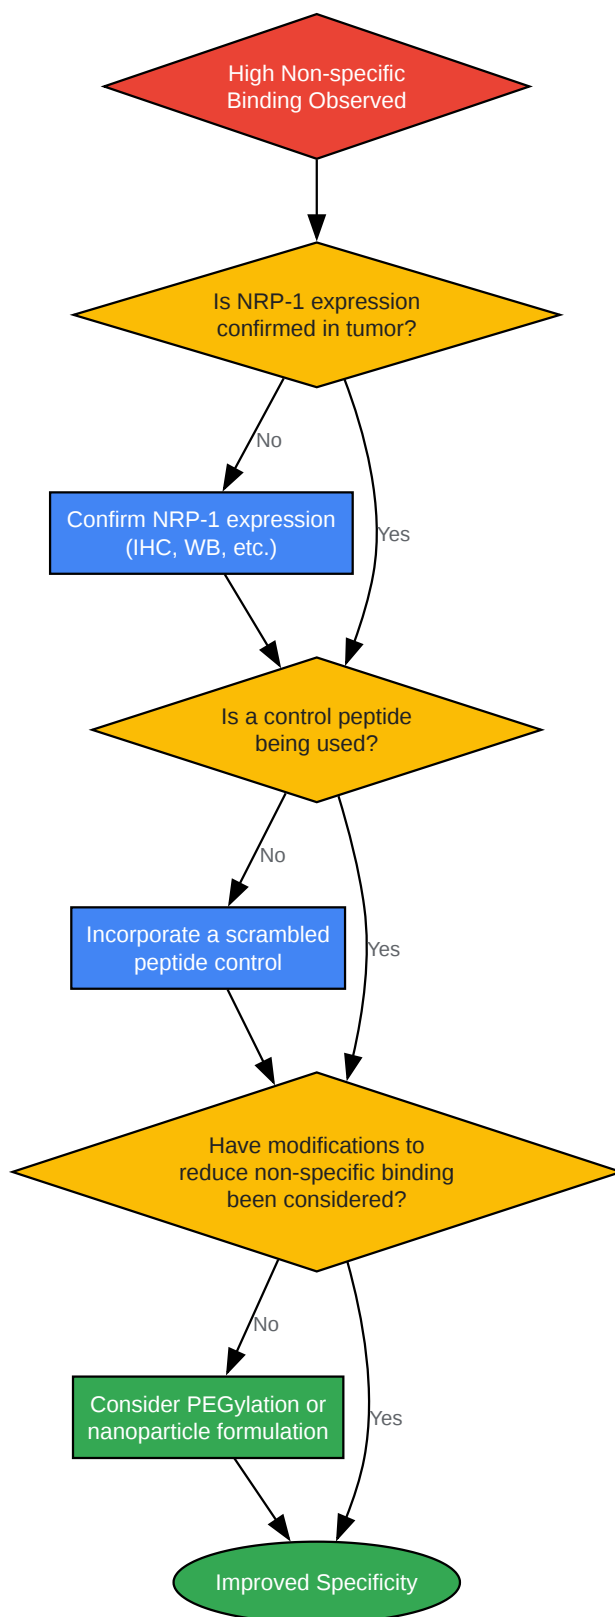 High Non-specific
Binding Observed
Is NRP-1 expression
confirmed in tumor?
No
Confirm NRP-1 expression
(IHC, WB, etc.)
Yes
Is a control peptide
being used?
No
Incorporate a scrambled
peptide control
Yes
Have modifications to
reduce non-specific binding
been considered?
No
Consider PEGylation or
nanoparticle formulation
Yes
Improved Specificity